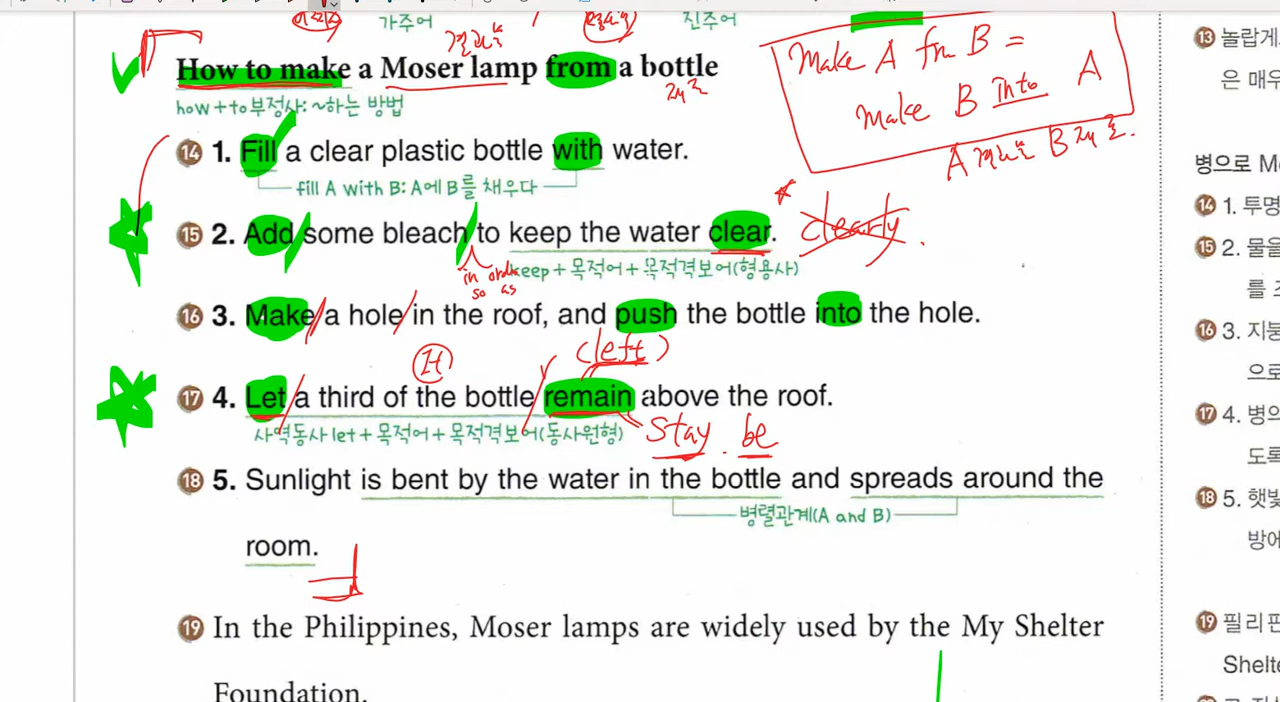 가주어
진주어
결과물
How to make a Moser lamp from a bottle
재료
how+to부정사: ~하는 방법
Make A from B =
Make B into A
A 결과물 B 재료.
14 1. Fill a clear plastic bottle with water.
fill A with B: A에 B를 채우다
15 2. Add some bleach to keep the water clear.
clearly.
in order
so as
keep+목적어+목적격보어(형용사)
16 3. Make a hole in the roof, and push the bottle into the hole.
(left)
It
17 4. Let a third of the bottle remain above the roof.
사역동사 let+목적어+목적격보어(동사원형)
stay. be
18 5. Sunlight is bent by the water in the bottle and spreads around the
병렬관계(A and B)
room.
19 In the Philippines, Moser lamps are widely used by the My Shelter
Foundation.
13 놀랍게
은 매우
병으로 M
14 1. 투명
15 2. 물을
를
16 3. 지붕
으로
17 4. 병의
도록
18 5. 햇빛
방에
19 필리핀
Shelte